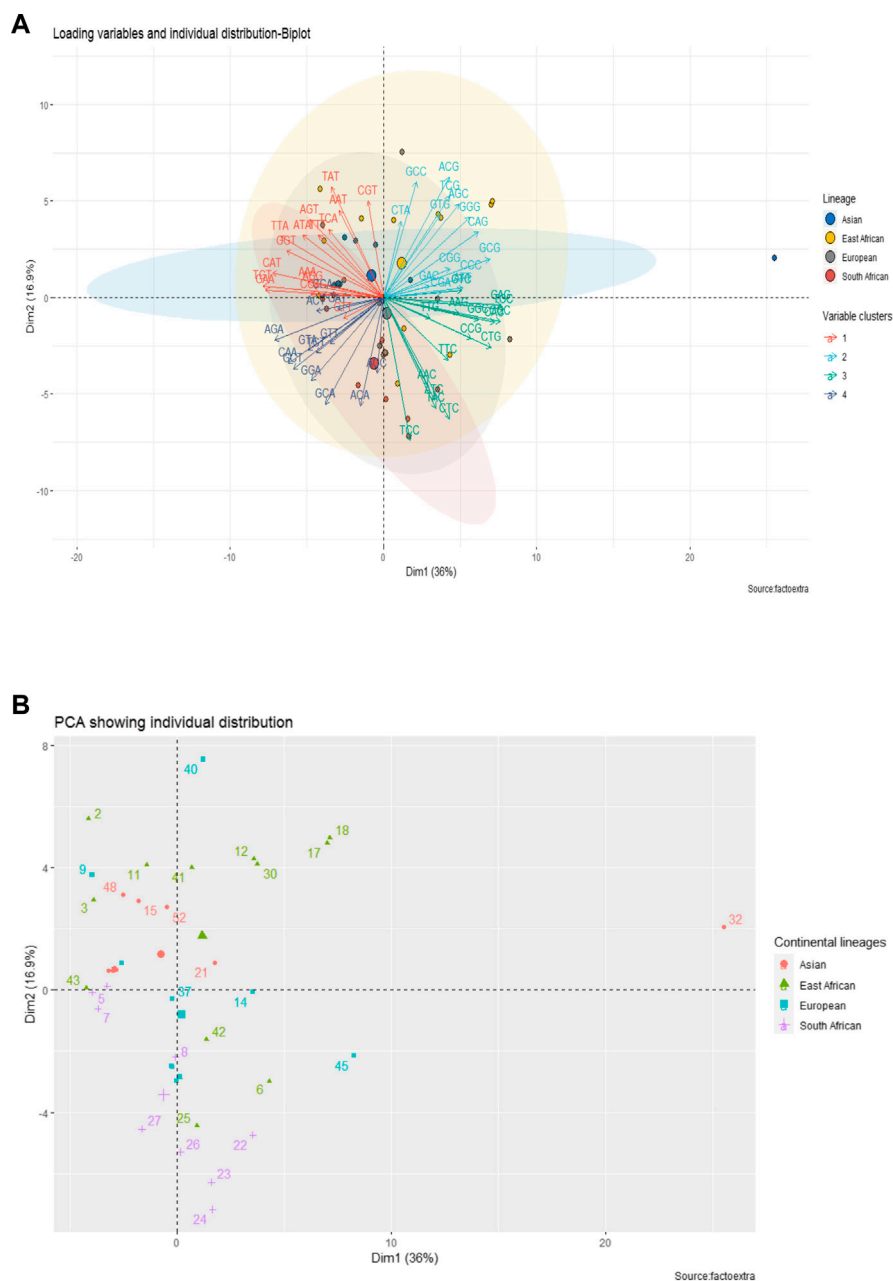 A
Loading variables and individual distribution-Biplot
10
5
0
-5
-10
Dim2 (16.9%)
-20
-10
0
10
20
Dim1 (36%)
Source:factoextra
TAT
AAT
CGT
AGT
TCA
TTA
GGT
CAT
TGT
GAA
AAA
GCC
ACG
TCG
AGC
CTA
GTG
GGG
CAG
GCG
CGG
CCC
GAC
CGA
GTC
AAG
GAG
CCG
CTG
TTC
AAC
CTC
TCC
AGA
GTT
GTA
CAA
GGA
GCA
ACA
Lineage
Asian
East African
European
South African
Variable clusters
a 1
a 2
a 3
a 4
B
PCA showing individual distribution
8
4
0
-4
Dim2 (16.9%)
0
10
20
Dim1 (36%)
Source:factoextra
40
2
18
12
17
9
11
41
30
48
3
15
52
32
21
43
5
37
14
7
42
8
45
6
25
27
26
22
23
24
Continental lineages
a Asian
a East African
a European
a South African